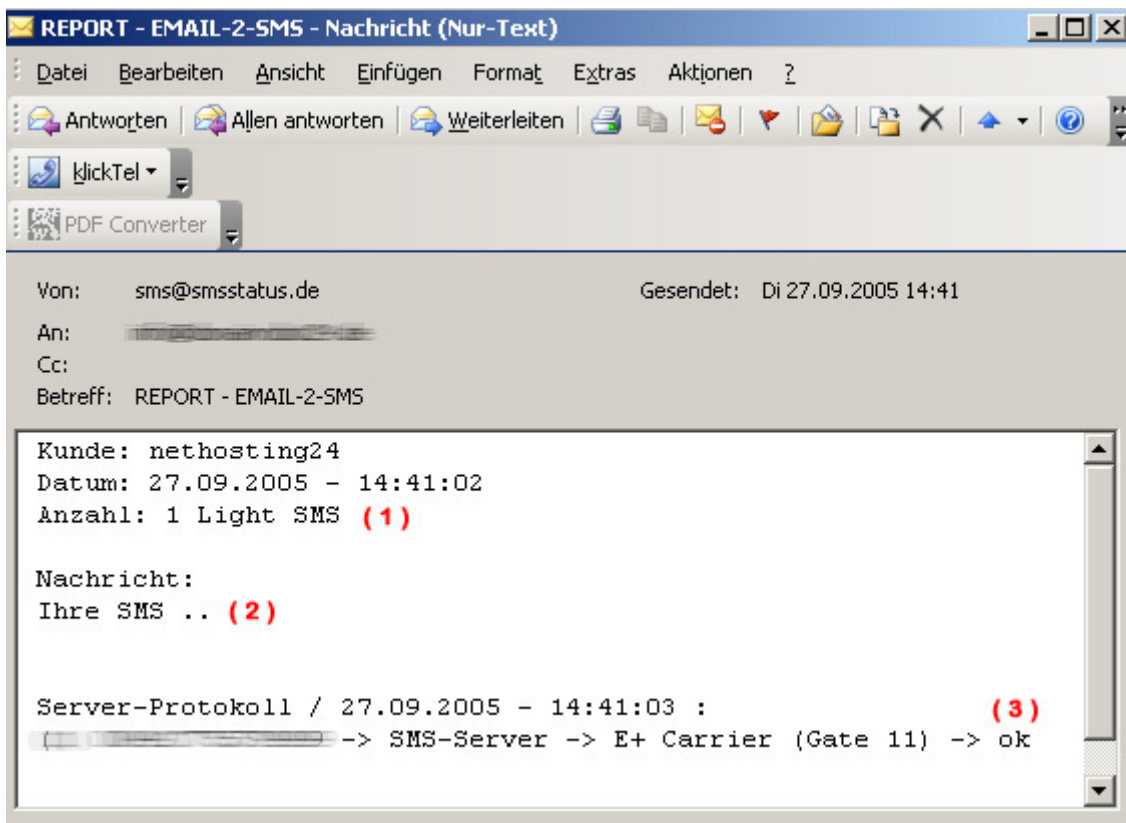 REPORT - EMAIL-2-SMS - Nachricht (Nur-Text)
Datei Bearbeiten Ansicht Einfügen Format Extras Aktionen ?
Antworten Allen antworten Weiterleiten
klickTel
PDF Converter
Von: sms@smsstatus.de Gesendet: Di 27.09.2005 14:41
An:
Cc:
Betreff: REPORT - EMAIL-2-SMS
Kunde: nethosting24
Datum: 27.09.2005 - 14:41:02
Anzahl: 1 Light SMS (1)
Nachricht:
Ihre SMS .. (2)
Server-Protokoll / 27.09.2005 - 14:41:03 : (3)
-> SMS-Server -> E+ Carrier (Gate 11) -> ok